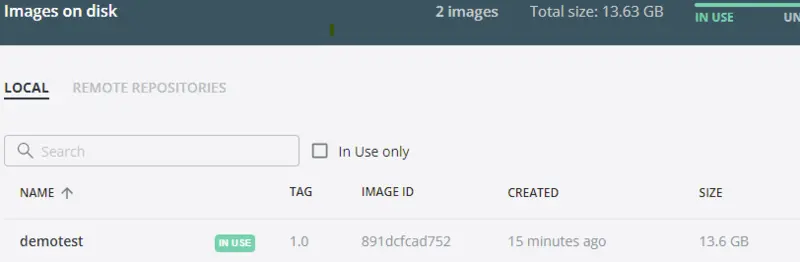 Images on disk 2 images Total size: 13.63 GB
IN USE UN
LOCAL REMOTE REPOSITORIES
Search In Use only
NAME TAG IMAGE ID CREATED SIZE
demotest IN USE 1.0 891dcfcad752 15 minutes ago 13.6 GB